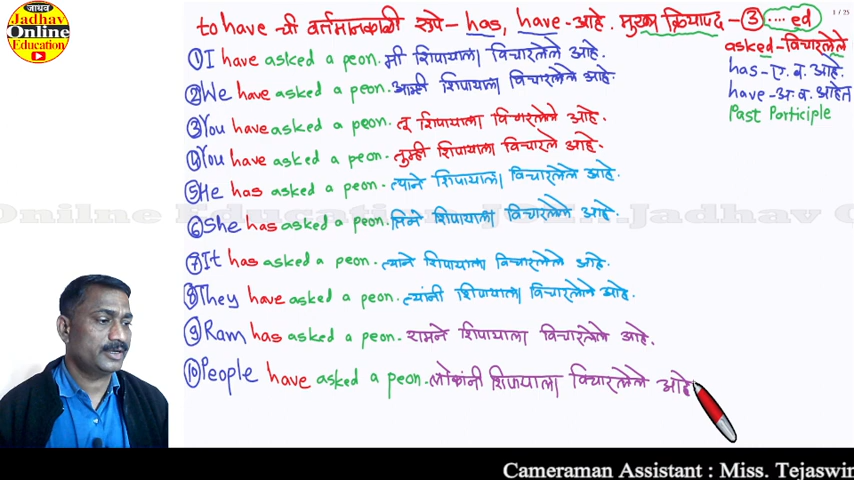 जाधव
Jadhav
Online
Education
to have ची वर्तमानकाळी रूपे - has, have - आहे. मुख्य क्रियापद - ③ .... ed
1 / 25
asked - विचारलेले
has - ए. व. आहे.
have - अ. व. आहेत
Past Participle
① I have asked a peon. मी शिपायाला विचारलेले आहे.
② We have asked a peon. आम्ही शिपायाला विचारलेले आहे.
③ You have asked a peon. तू शिपायाला विचारलेले आहे.
④ You have asked a peon. तुम्ही शिपायाला विचारले आहे.
⑤ He has asked a peon. त्याने शिपायाला विचारलेले आहे.
⑥ She has asked a peon. तिने शिपायाला विचारलेले आहे.
⑦ It has asked a peon. त्याने शिपायाला विचारलेले आहे.
⑧ They have asked a peon. त्यांनी शिपायाला विचारलेले आहे.
⑨ Ram has asked a peon. रामने शिपायाला विचारलेले आहे.
⑩ People have asked a peon. लोकांनी शिपायाला विचारलेले आहे
Cameraman Assistant : Miss. Tejaswin